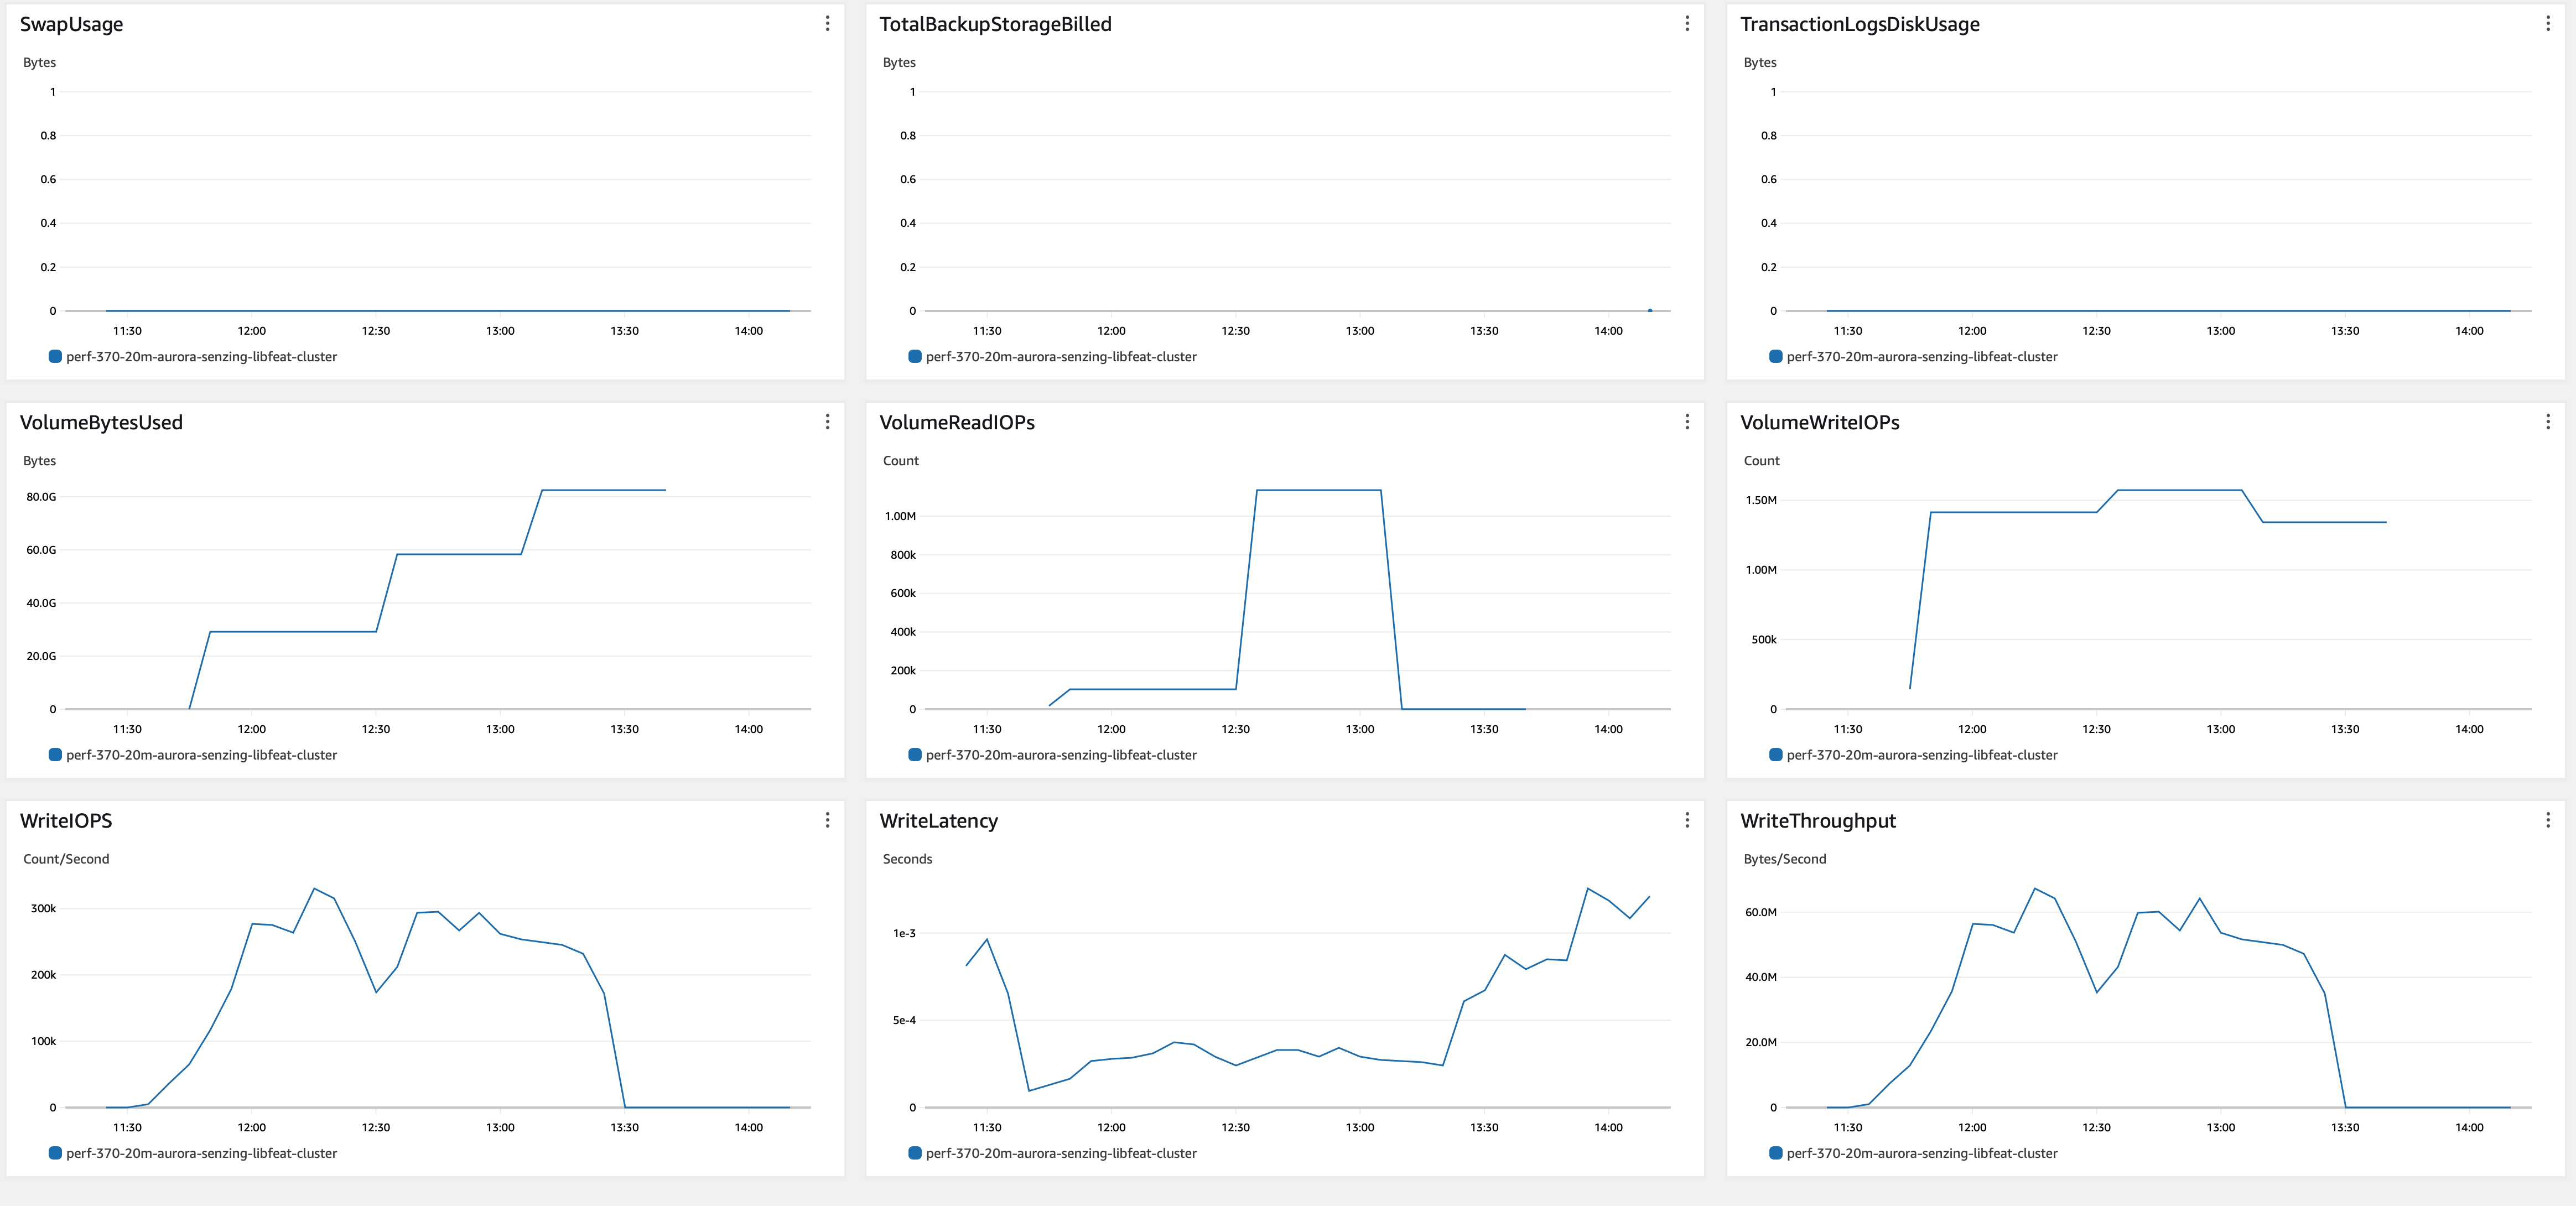 SwapUsage
Bytes
1
0.8
0.6
0.4
0.2
0
11:30 12:00 12:30 13:00 13:30 14:00
perf-370-20m-aurora-senzing-libfeat-cluster
TotalBackupStorageBilled
Bytes
1
0.8
0.6
0.4
0.2
0
11:30 12:00 12:30 13:00 13:30 14:00
perf-370-20m-aurora-senzing-libfeat-cluster
TransactionLogsDiskUsage
Bytes
1
0.8
0.6
0.4
0.2
0
11:30 12:00 12:30 13:00 13:30 14:00
perf-370-20m-aurora-senzing-libfeat-cluster
VolumeBytesUsed
Bytes
80.0G
60.0G
40.0G
20.0G
0
11:30 12:00 12:30 13:00 13:30 14:00
perf-370-20m-aurora-senzing-libfeat-cluster
VolumeReadIOPs
Count
1.00M
800k
600k
400k
200k
0
11:30 12:00 12:30 13:00 13:30 14:00
perf-370-20m-aurora-senzing-libfeat-cluster
VolumeWriteIOPs
Count
1.50M
1.00M
500k
0
11:30 12:00 12:30 13:00 13:30 14:00
perf-370-20m-aurora-senzing-libfeat-cluster
WriteIOPS
Count/Second
300k
200k
100k
0
11:30 12:00 12:30 13:00 13:30 14:00
perf-370-20m-aurora-senzing-libfeat-cluster
WriteLatency
Seconds
1e-3
5e-4
0
11:30 12:00 12:30 13:00 13:30 14:00
perf-370-20m-aurora-senzing-libfeat-cluster
WriteThroughput
Bytes/Second
60.0M
40.0M
20.0M
0
11:30 12:00 12:30 13:00 13:30 14:00
perf-370-20m-aurora-senzing-libfeat-cluster